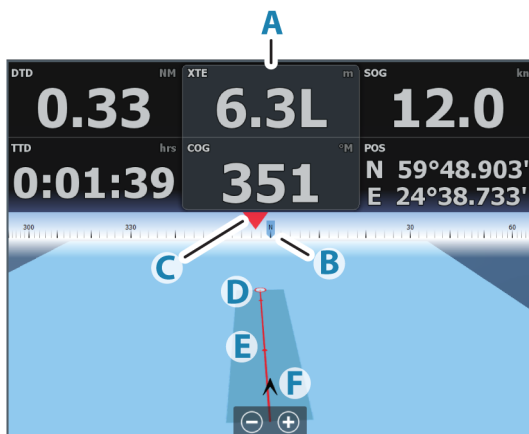 A
DTD NM XTE m SOG kn
0.33 6.3L 12.0
TTD hrs COG °M POS
0:01:39 351 N 59°48.903'
E 24°38.733'
300 330 N 30 60
C B
D
E
F